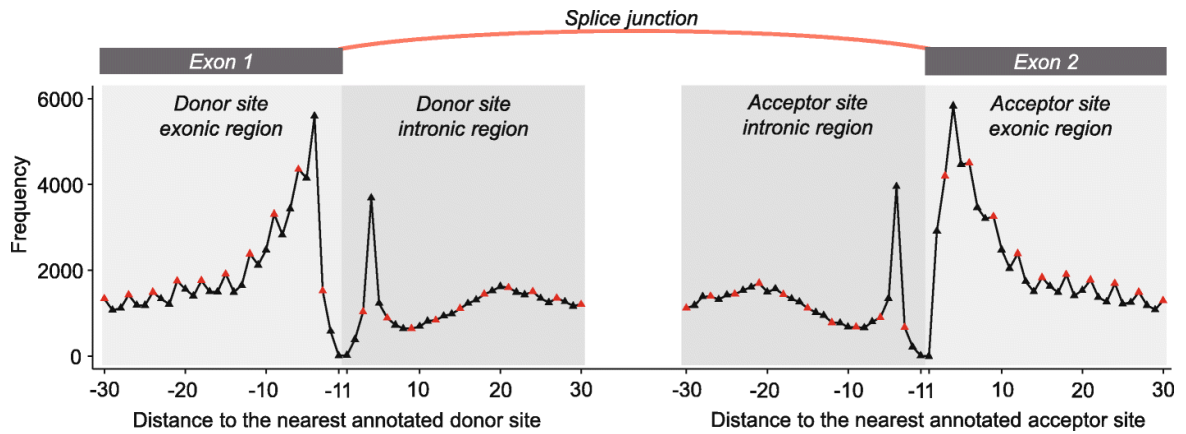 Splice junction
Exon 1
Exon 2
Donor site
exonic region
Donor site
intronic region
Acceptor site
intronic region
Acceptor site
exonic region
Frequency
6000
4000
2000
0
-30 -20 -10 -11 10 20 30
-30 -20 -10 -11 10 20 30
Distance to the nearest annotated donor site
Distance to the nearest annotated acceptor site